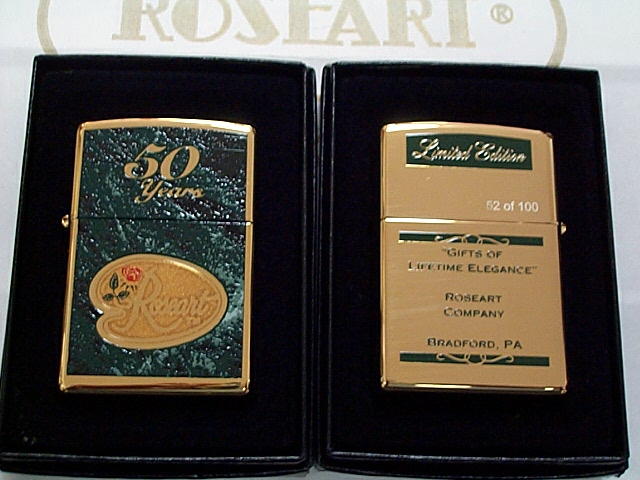 ROSEART ®
50
Years
Roseart
Limited Edition
52 of 100
"GIFTS OF
LIFETIME ELEGANCE"
ROSEART
COMPANY
BRADFORD, PA